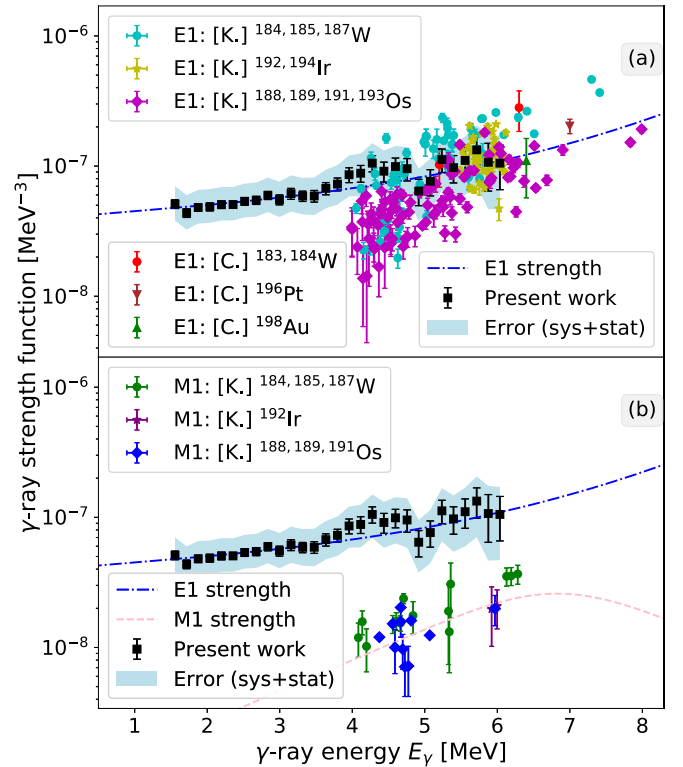 γ-ray strength function [MeV⁻³]
10⁻⁶
10⁻⁷
10⁻⁸
(a)
E1: [K.] ¹⁸⁴,¹⁸⁵,¹⁸⁷W
E1: [K.] ¹⁹²,¹⁹⁴Ir
E1: [K.] ¹⁸⁸,¹⁸⁹,¹⁹¹,¹⁹³Os
E1: [C.] ¹⁸³,¹⁸⁴W
E1: [C.] ¹⁹⁶Pt
E1: [C.] ¹⁹⁸Au
E1 strength
Present work
Error (sys+stat)
10⁻⁶
10⁻⁷
10⁻⁸
(b)
M1: [K.] ¹⁸⁴,¹⁸⁵,¹⁸⁷W
M1: [K.] ¹⁹²Ir
M1: [K.] ¹⁸⁸,¹⁸⁹,¹⁹¹Os
E1 strength
M1 strength
Present work
Error (sys+stat)
1 2 3 4 5 6 7 8
γ-ray energy Eᵧ [MeV]